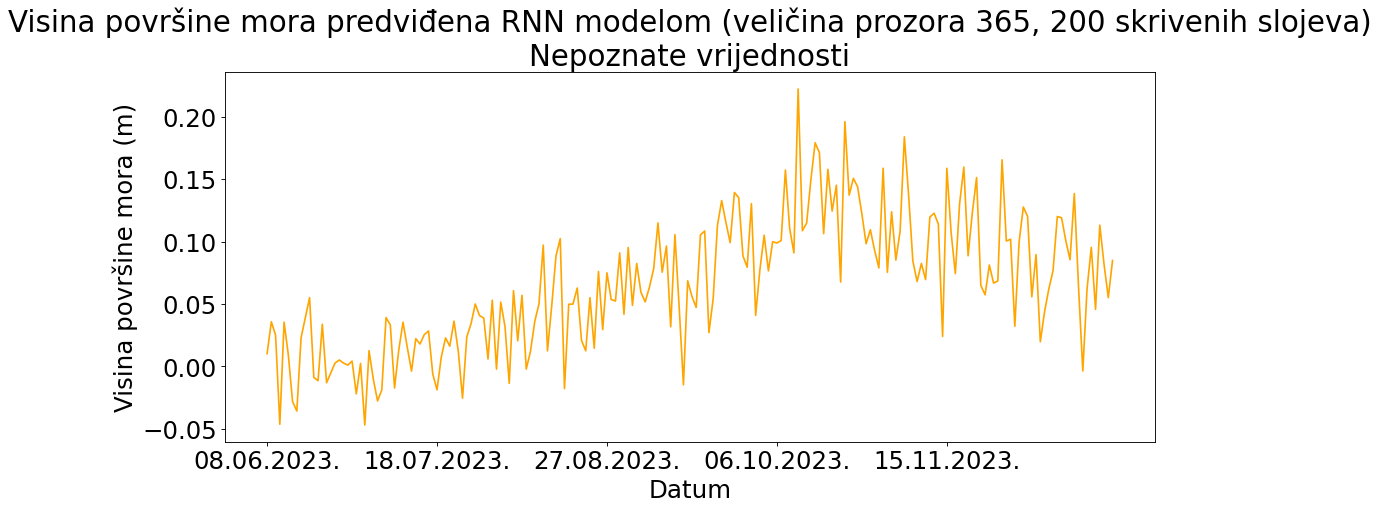 Visina površine mora predviđena RNN modelom (veličina prozora 365, 200 skrivenih slojeva)
Nepoznate vrijednosti
Visina površine mora (m)
0.20
0.15
0.10
0.05
0.00
−0.05
08.06.2023. 18.07.2023. 27.08.2023. 06.10.2023. 15.11.2023.
Datum